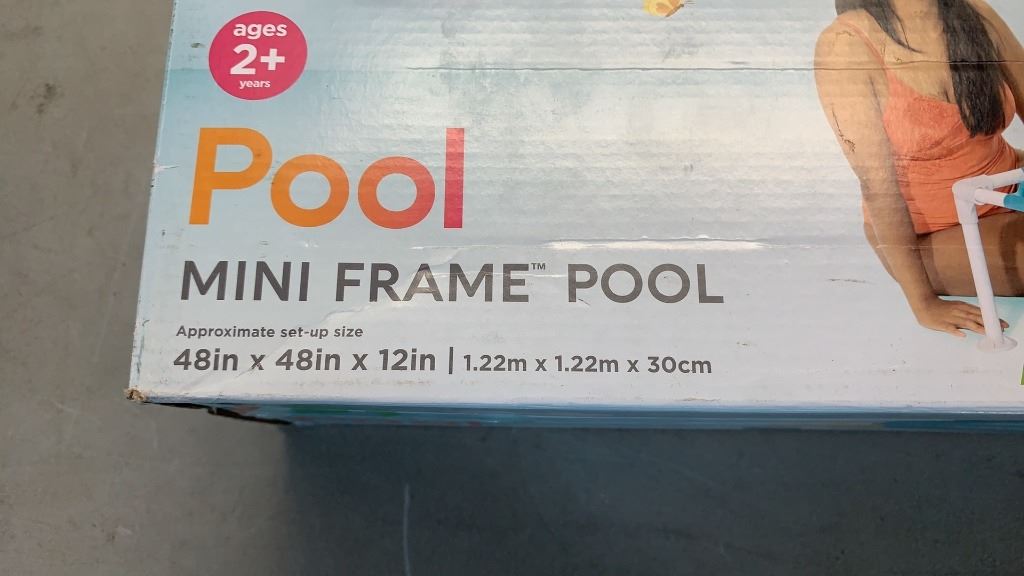 ages
2+
years
Pool
MINI FRAME™ POOL
Approximate set-up size
48in x 48in x 12in | 1.22m x 1.22m x 30cm